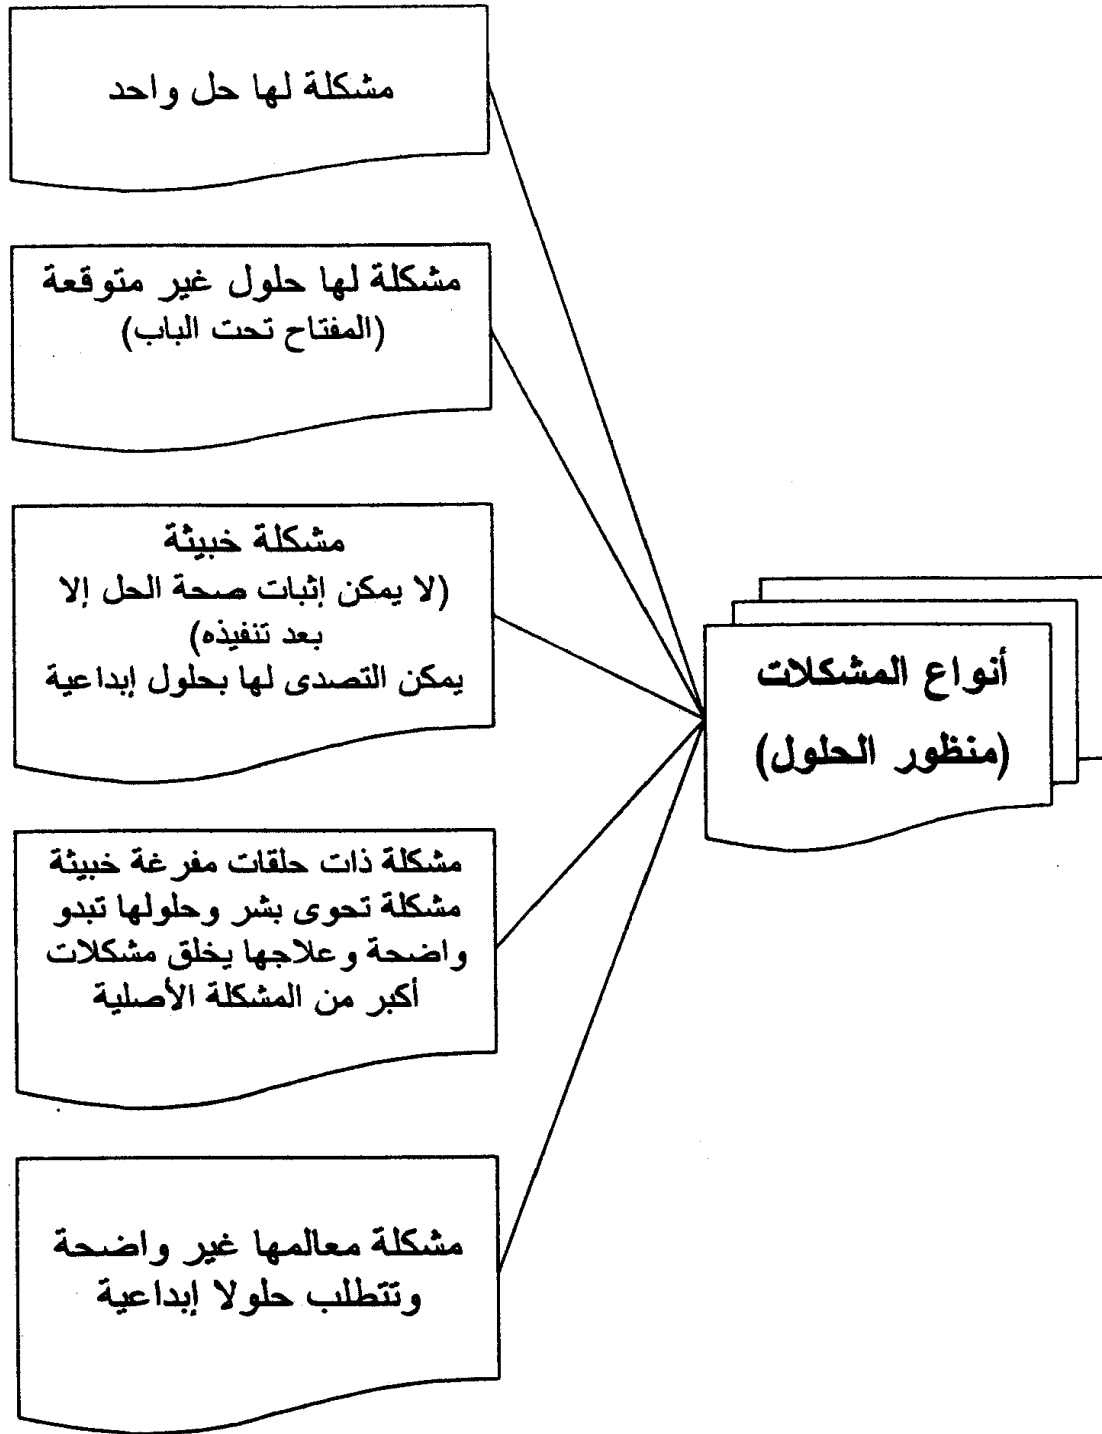 أنواع المشكلات
(منظور الحلول)
مشكلة لها حل واحد
مشكلة لها حلول غير متوقعة
(المفتاح تحت الباب)
مشكلة خبيثة
(لا يمكن إثبات صحة الحل إلا
بعد تنفيذه)
يمكن التصدى لها بحلول إبداعية
مشكلة ذات حلقات مفرغة خبيثة
مشكلة تحوى بشر وحلولها تبدو
واضحة وعلاجها يخلق مشكلات
أكبر من المشكلة الأصلية
مشكلة معالمها غير واضحة
وتتطلب حلولا إبداعية